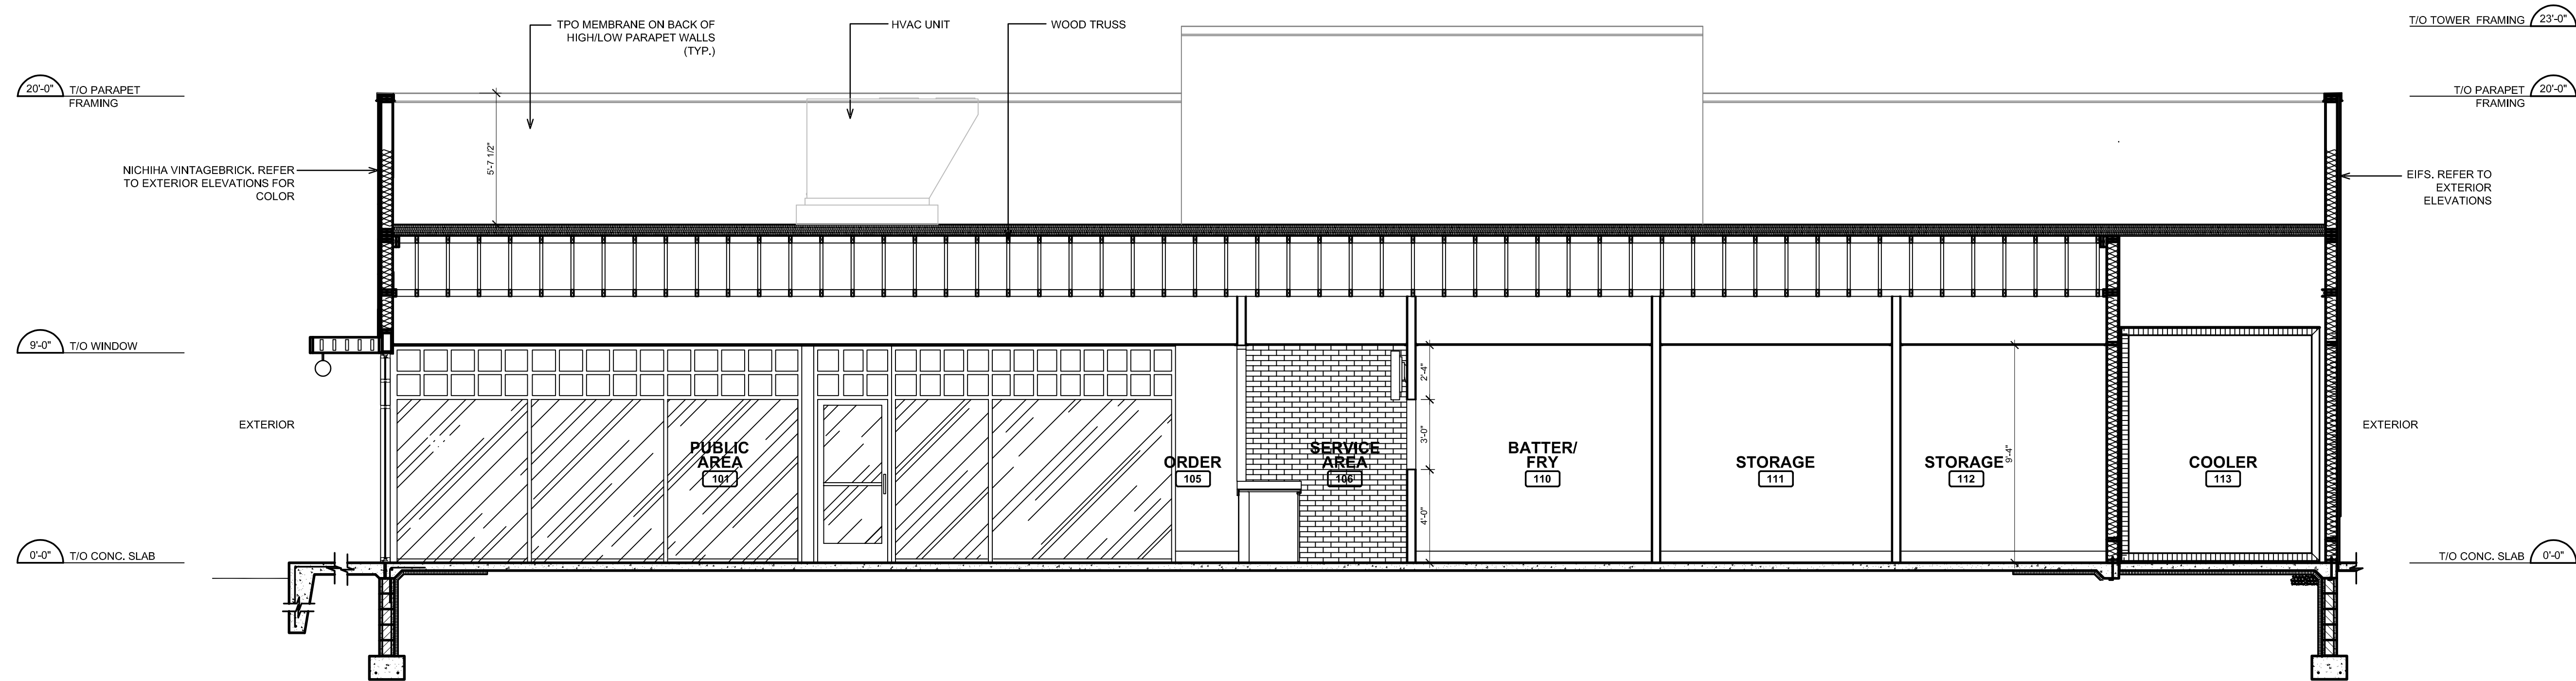 TPO MEMBRANE ON BACK OF
HIGH/LOW PARAPET WALLS
(TYP.)
HVAC UNIT
WOOD TRUSS
T/O TOWER FRAMING
23'-0"
20'-0"
T/O PARAPET
FRAMING
T/O PARAPET
FRAMING
20'-0"
5'-7 1/2"
NICHIHA VINTAGEBRICK. REFER
TO EXTERIOR ELEVATIONS FOR
COLOR
EIFS. REFER TO
EXTERIOR
ELEVATIONS
9'-0"
T/O WINDOW
2'-4"
3'-0"
4'-0"
9'-4"
EXTERIOR
EXTERIOR
PUBLIC
AREA
101
ORDER
105
SERVICE
AREA
106
BATTER/
FRY
110
STORAGE
111
STORAGE
112
COOLER
113
0'-0"
T/O CONC. SLAB
T/O CONC. SLAB
0'-0"